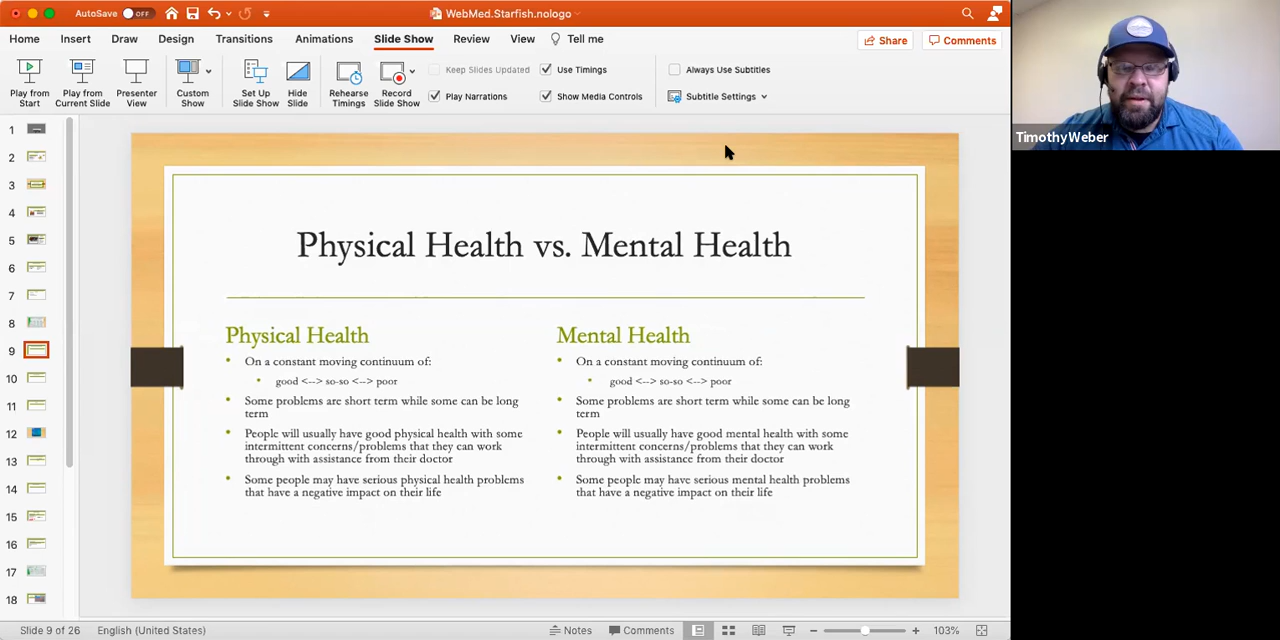 AutoSave OFF
WebMed.Starfish.nologo
Home Insert Draw Design Transitions Animations Slide Show Review View Tell me
Share Comments
Play from Start
Play from Current Slide
Presenter View
Custom Show
Set Up Slide Show
Hide Slide
Rehearse Timings
Record Slide Show
Keep Slides Updated
Play Narrations
Use Timings
Show Media Controls
Always Use Subtitles
Subtitle Settings
TimothyWeber
1
2
3
4
5
6
7
8
9
10
11
12
13
14
15
16
17
18
Physical Health vs. Mental Health
Physical Health
• On a constant moving continuum of:
• good <--> so-so <--> poor
• Some problems are short term while some can be long
term
• People will usually have good physical health with some
intermittent concerns/problems that they can work
through with assistance from their doctor
• Some people may have serious physical health problems
that have a negative impact on their life
Mental Health
• On a constant moving continuum of:
• good <--> so-so <--> poor
• Some problems are short term while some can be long
term
• People will usually have good mental health with some
intermittent concerns/problems that they can work
through with assistance from their doctor
• Some people may have serious mental health problems
that have a negative impact on their life
Slide 9 of 26 English (United States) Notes Comments 103%